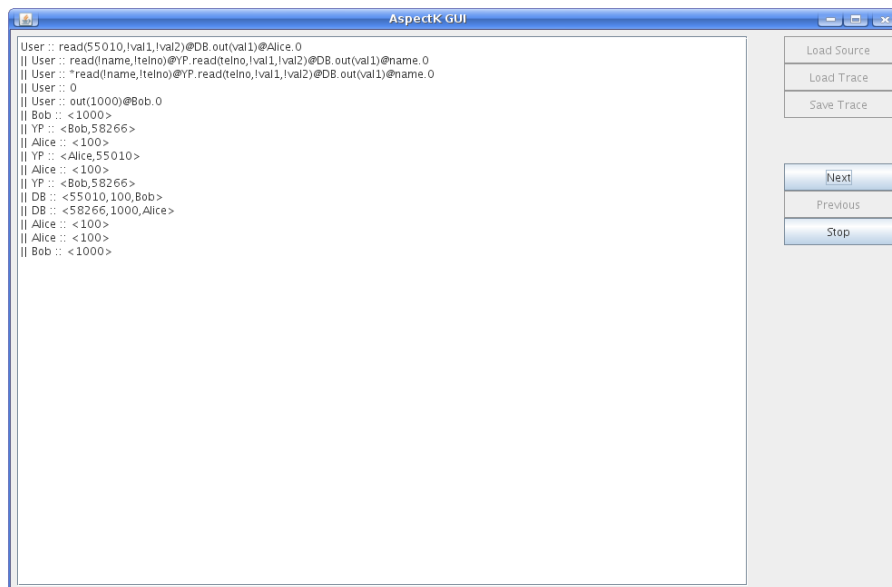 AspectK GUI
User :: read(55010,!val1,!val2)@DB.out(val1)@Alice.0
|| User :: read(!name,!telno)@YP.read(telno,!val1,!val2)@DB.out(val1)@name.0
|| User :: *read(!name,!telno)@YP.read(telno,!val1,!val2)@DB.out(val1)@name.0
|| User :: 0
|| User :: out(1000)@Bob.0
|| Bob :: <1000>
|| YP :: <Bob,58266>
|| Alice :: <100>
|| YP :: <Alice,55010>
|| Alice :: <100>
|| YP :: <Bob,58266>
|| DB :: <55010,100,Bob>
|| DB :: <58266,1000,Alice>
|| Alice :: <100>
|| Alice :: <100>
|| Bob :: <1000>
Load Source
Load Trace
Save Trace
Next
Previous
Stop